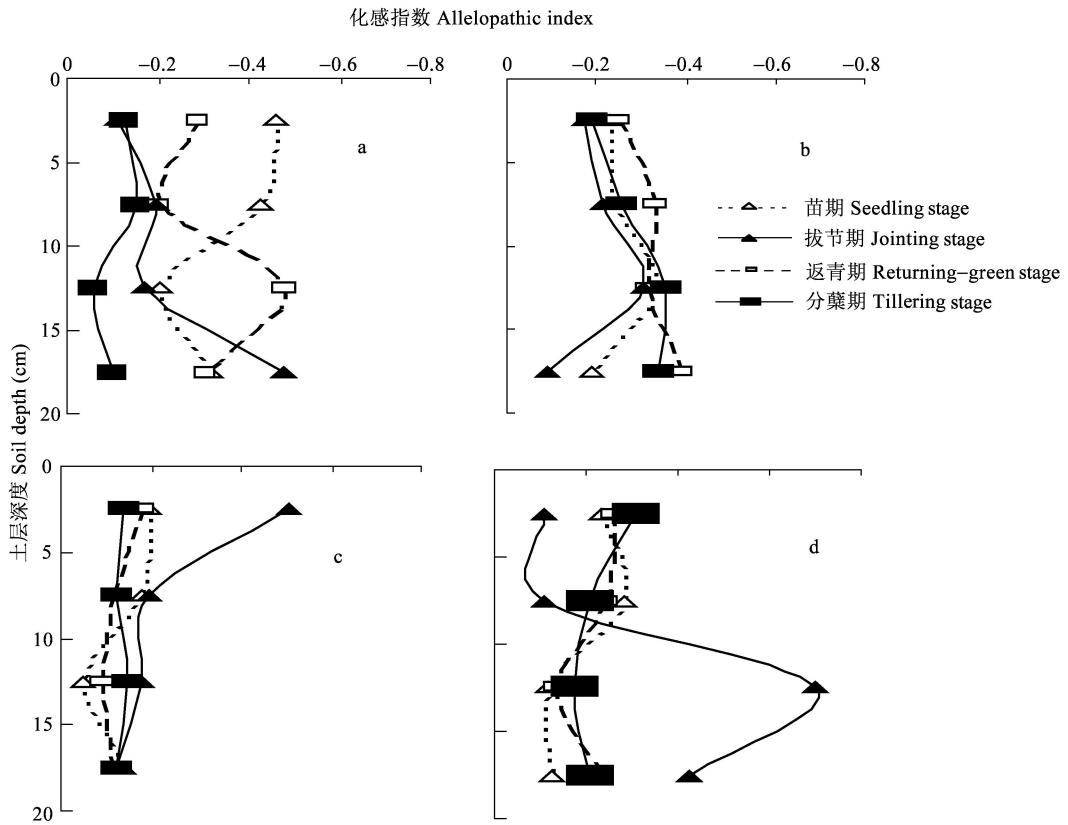 化感指数 Allelopathic index
0 −0.2 −0.4 −0.6 −0.8
0 −0.2 −0.4 −0.6 −0.8
0
5
10
15
20
a
b
苗期 Seedling stage
拔节期 Jointing stage
返青期 Returning−green stage
分蘖期 Tillering stage
土层深度 Soil depth (cm)
0
5
10
15
20
c
d